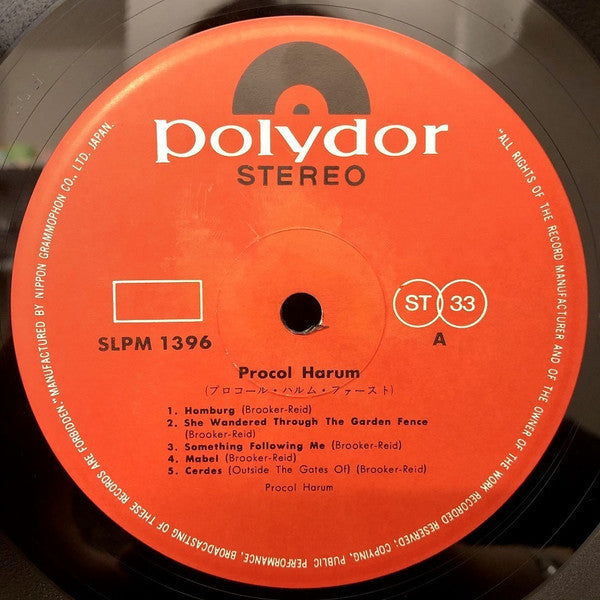 polydor
STEREO
SLPM 1396
ST 33
A
Procol Harum
(プロコール・ハルム・ファースト)
1. Homburg (Brooker-Reid)
2. She Wandered Through The Garden Fence
(Brooker-Reid)
3. Something Following Me (Brooker-Reid)
4. Mabel (Brooker-Reid)
5. Cerdes (Outside The Gates Of) (Brooker-Reid)
Procol Harum
"ALL RIGHTS OF THE RECORD MANUFACTURER AND OF THE OWNER OF THE WORK RECORDED RESERVED; COPYING, PUBLIC PERFORMANCE, BROADCASTING OF THESE RECORDS ARE FORBIDDEN." MANUFACTURED BY NIPPON GRAMMOPHON CO., LTD. JAPAN.